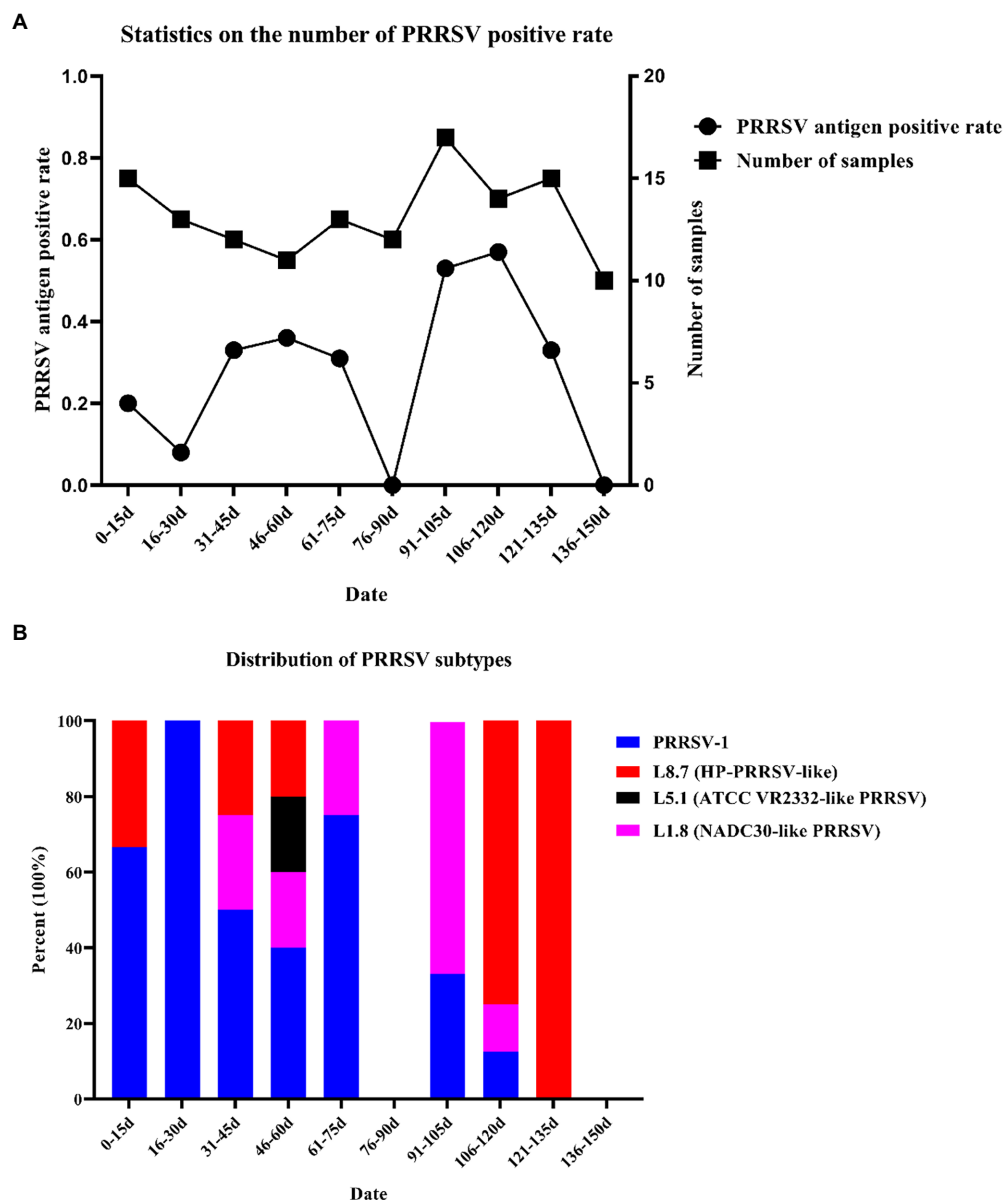 A
Statistics on the number of PRRSV positive rate
PRRSV antigen positive rate
1.0
0.8
0.6
0.4
0.2
0.0
20
15
10
5
0
Number of samples
PRRSV antigen positive rate
Number of samples
0-15d
16-30d
31-45d
46-60d
61-75d
76-90d
91-105d
106-120d
121-135d
136-150d
Date
B
Distribution of PRRSV subtypes
Percent (100%)
100
80
60
40
20
0
PRRSV-1
L8.7 (HP-PRRSV-like)
L5.1 (ATCC VR2332-like PRRSV)
L1.8 (NADC30-like PRRSV)
0-15d
16-30d
31-45d
46-60d
61-75d
76-90d
91-105d
106-120d
121-135d
136-150d
Date